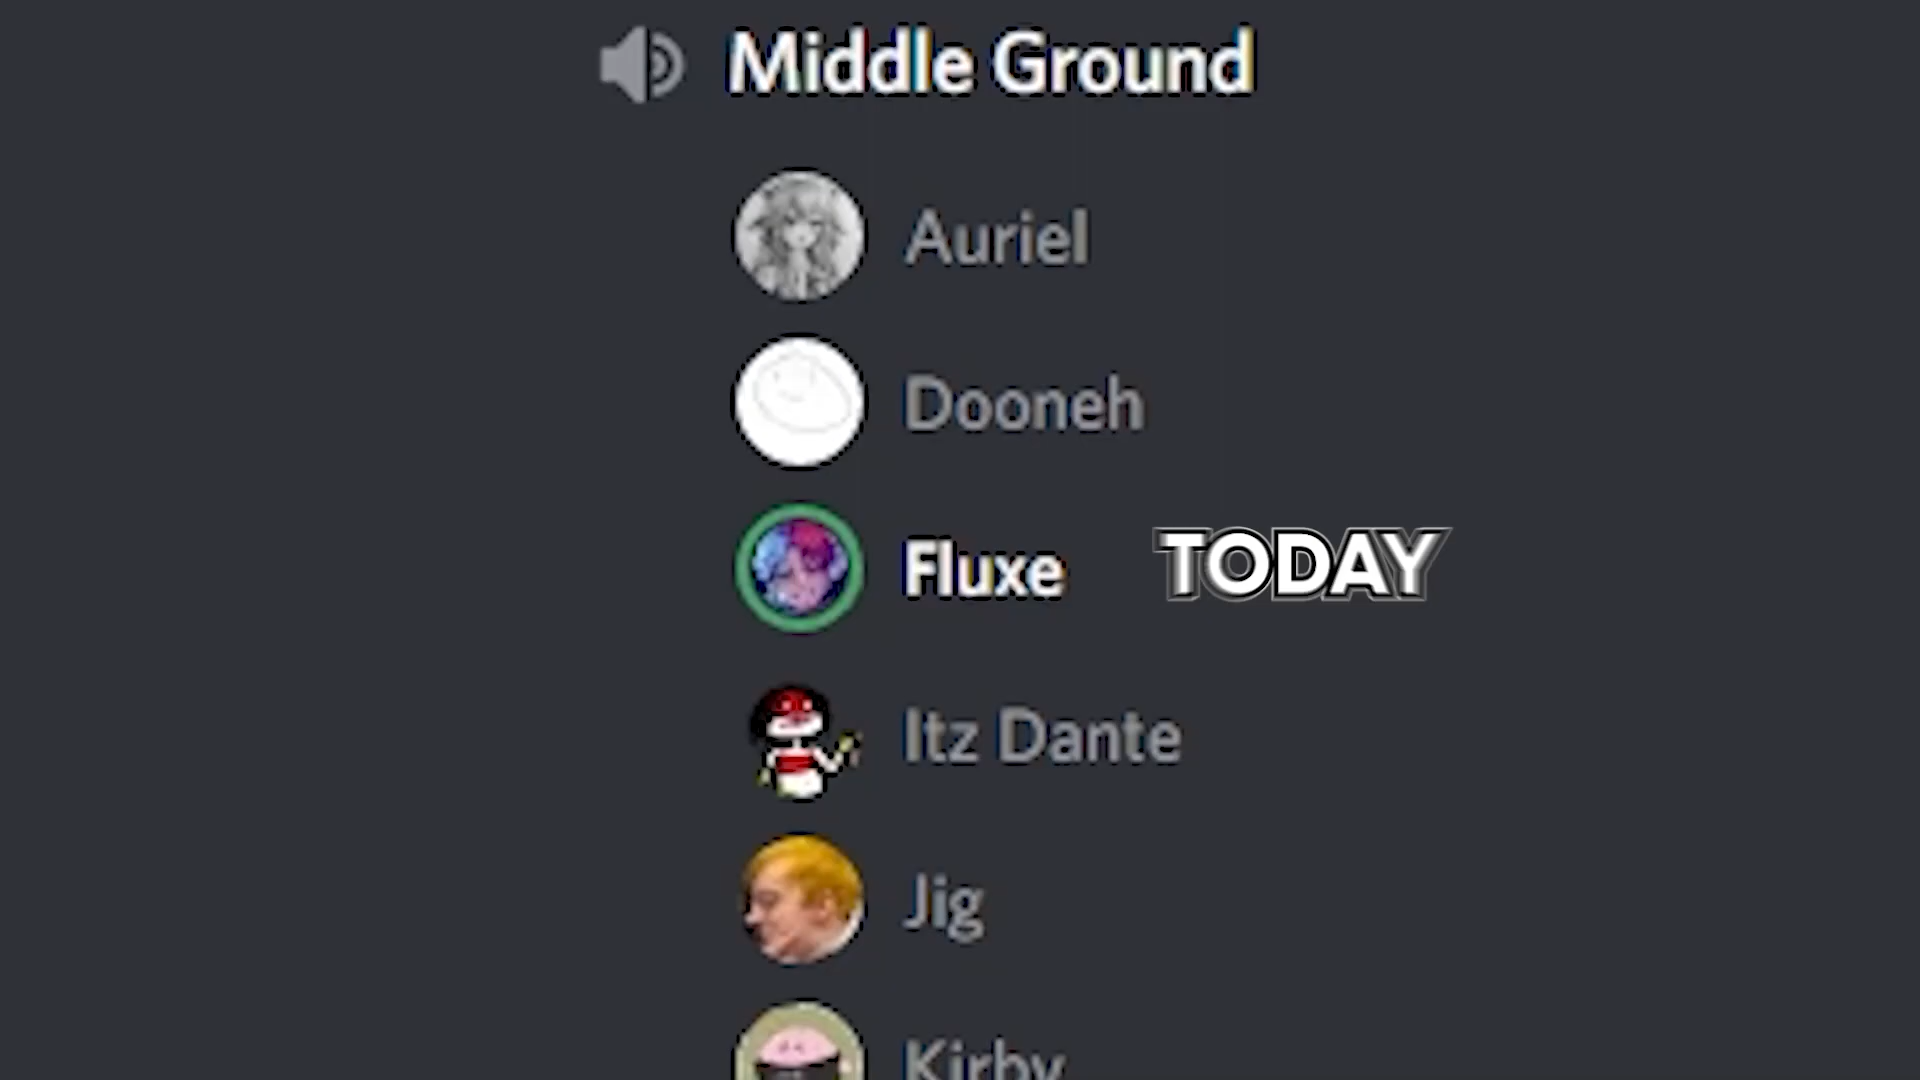 Middle Ground
Auriel
Dooneh
Fluxe TODAY
Itz Dante
Jig
Kirby